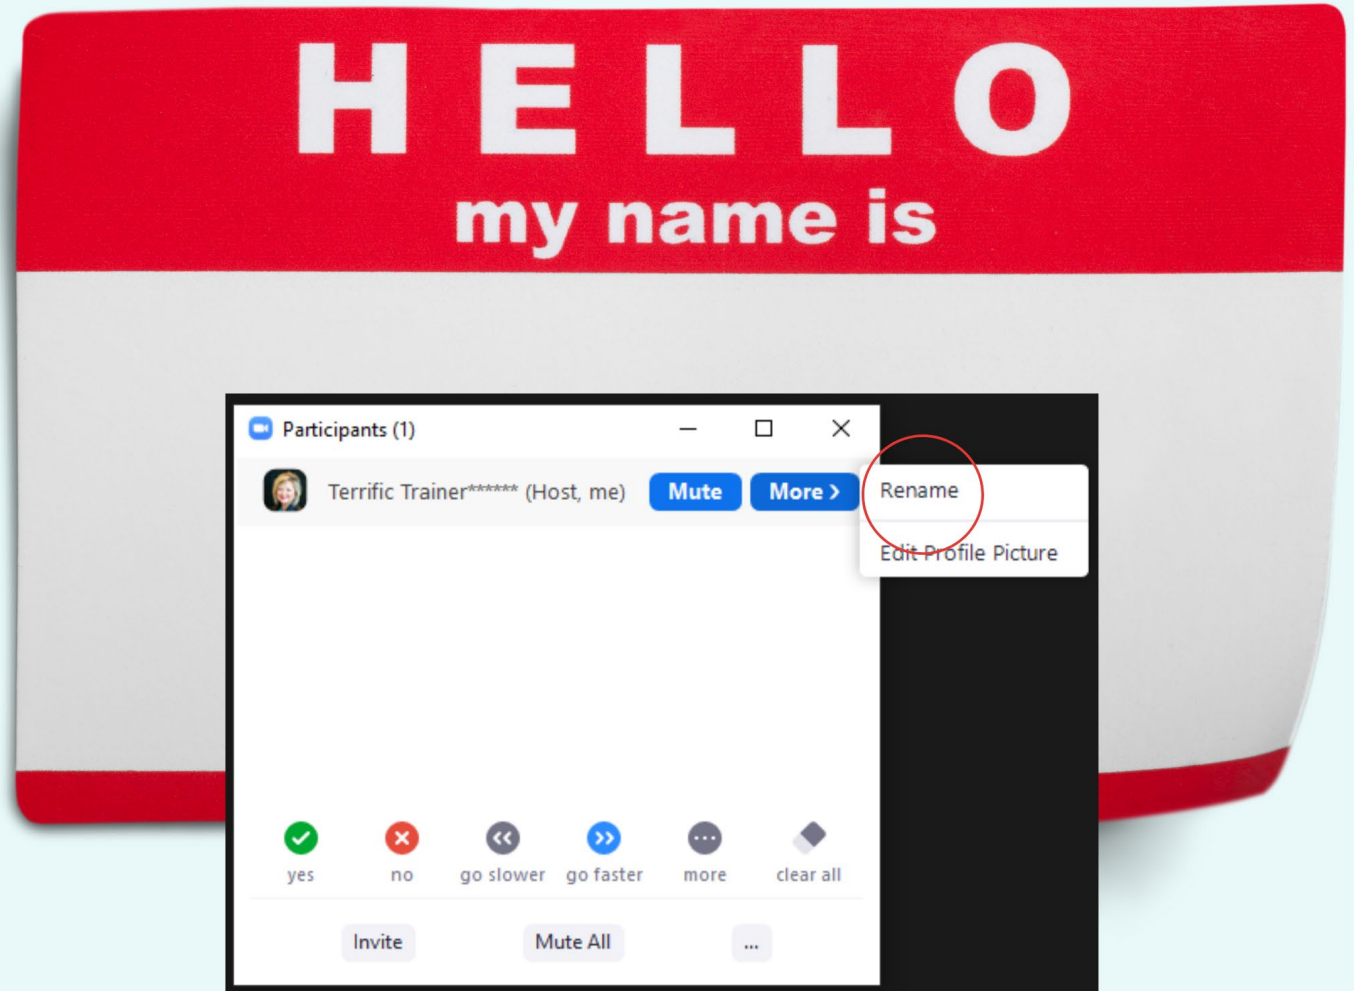 HELLO
my name is
Participants (1)
Terrific Trainer****** (Host, me)
Mute
More >
Rename
Edit Profile Picture
yes
no
go slower
go faster
more
clear all
Invite
Mute All
...